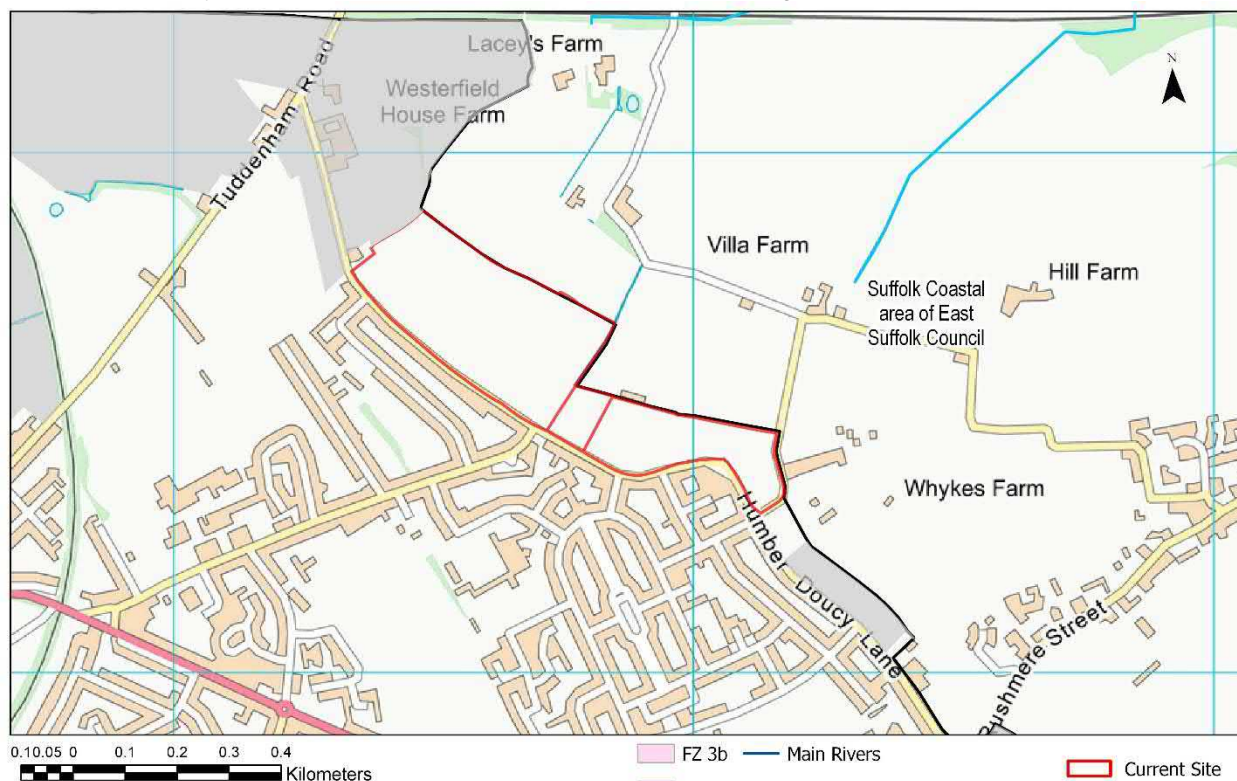 Lacey's Farm
Westerfield
House Farm
Tuddenham Road
N
Villa Farm
Hill Farm
Suffolk Coastal
area of East
Suffolk Council
Whykes Farm
Humber Doucy Lane
Rushmere Street
0.10.05 0 0.1 0.2 0.3 0.4
Kilometers
FZ 3b
Main Rivers
Current Site